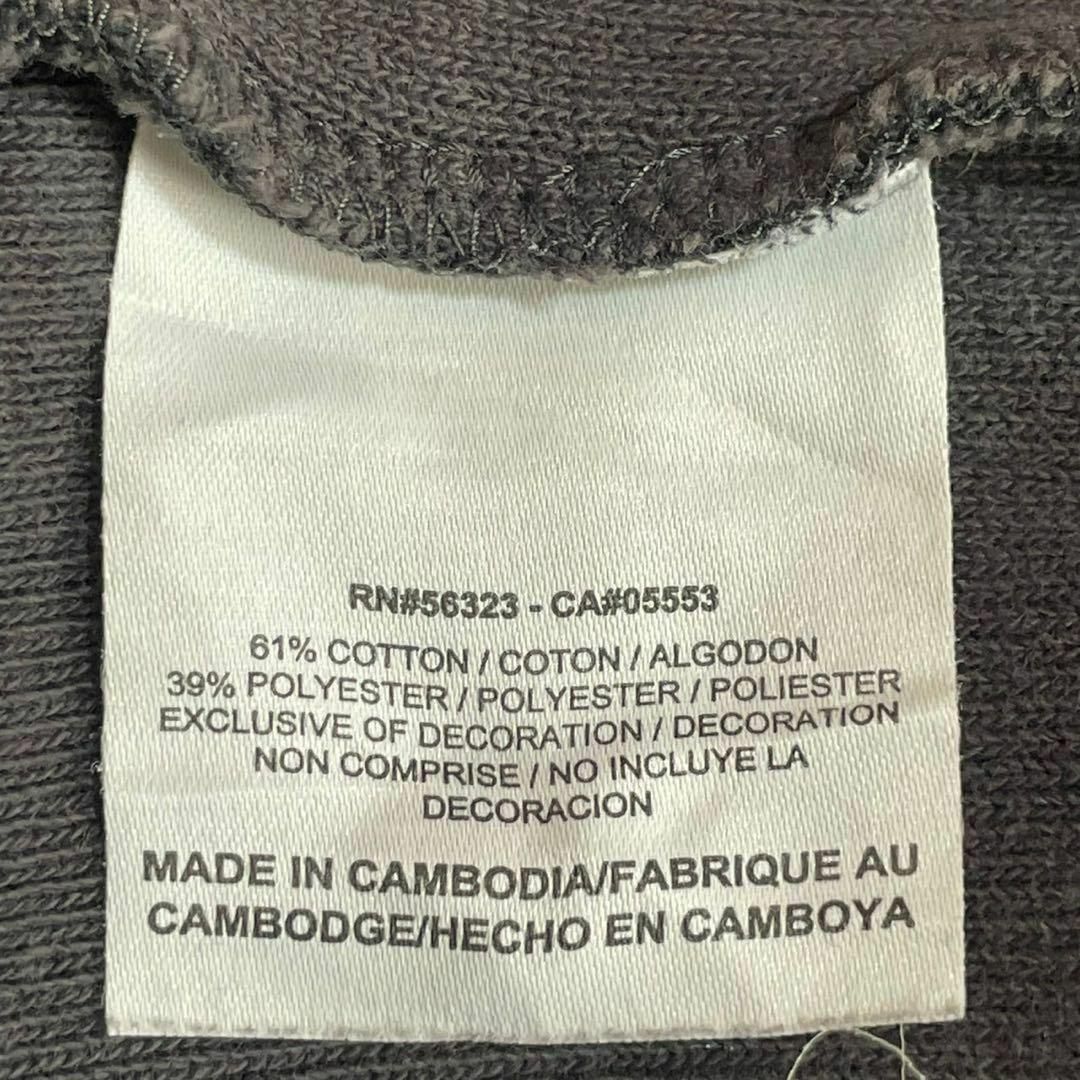 RN#56323 - CA#05553
61% COTTON / COTON / ALGODON
39% POLYESTER / POLYESTER / POLIESTER
EXCLUSIVE OF DECORATION / DECORATION
NON COMPRISE / NO INCLUYE LA
DECORACION
MADE IN CAMBODIA/FABRIQUE AU
CAMBODGE/HECHO EN CAMBOYA